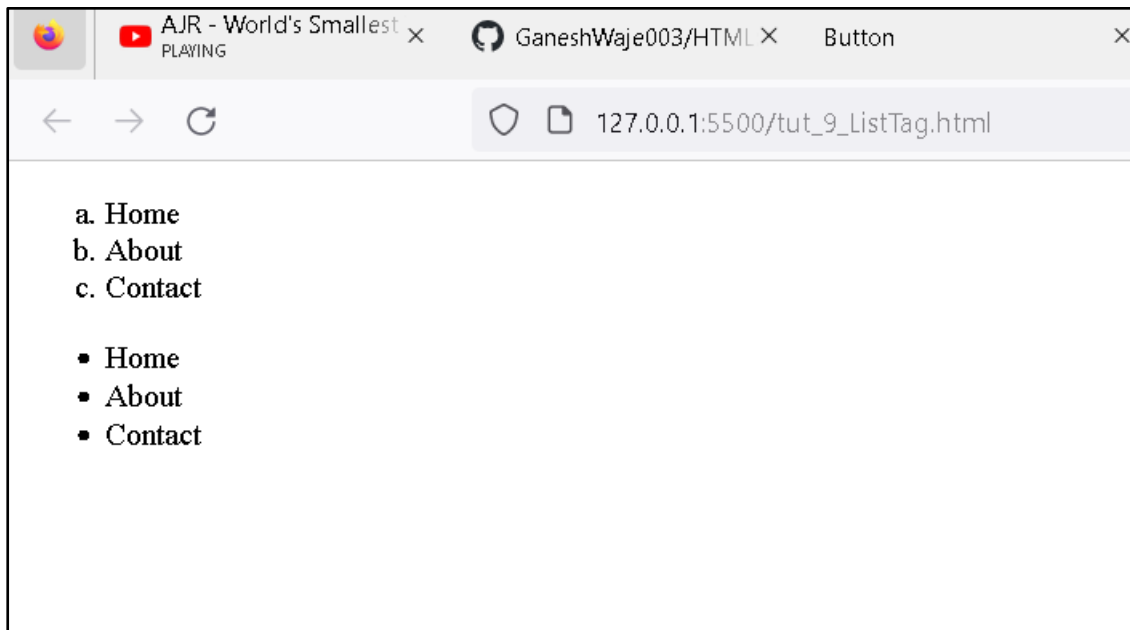 AJR - World's Smallest
PLAYING
GaneshWaje003/HTML
Button
127.0.0.1:5500/tut_9_ListTag.html
a. Home
b. About
c. Contact
• Home
• About
• Contact